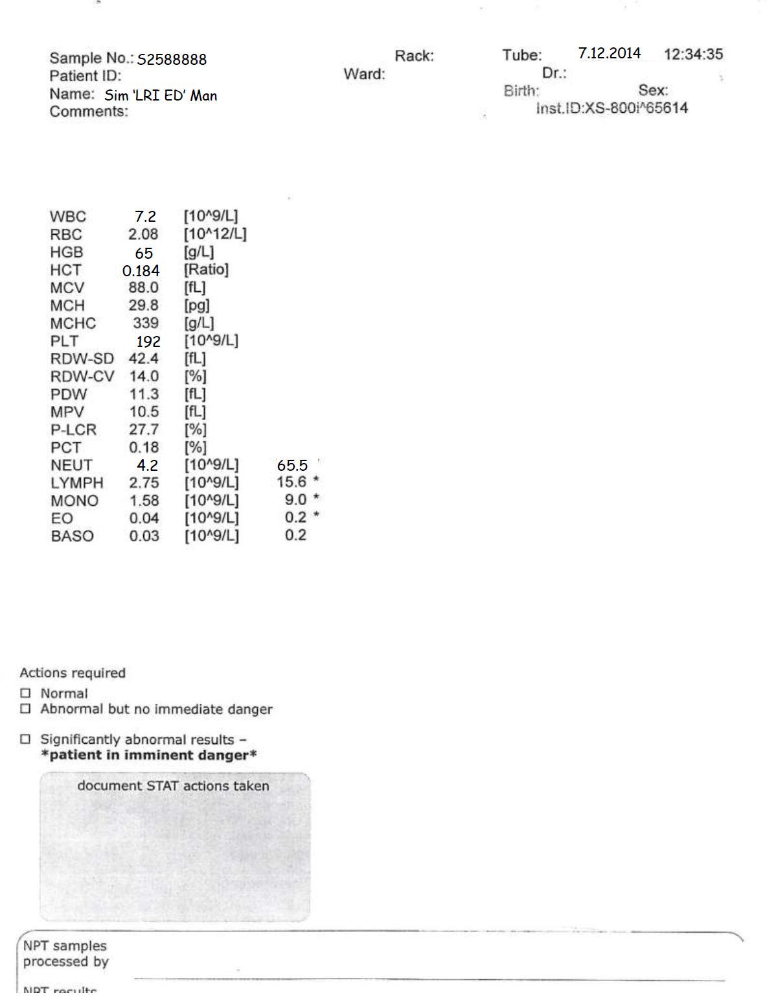 Sample No.: S2588888 Rack: Tube: 7.12.2014 12:34:35
Patient ID: Ward: Dr.:
Name: Sim 'LRI ED' Man Birth: Sex:
Comments: Inst.ID:XS-800i^65614
WBC 7.2 [10^9/L]
RBC 2.08 [10^12/L]
HGB 65 [g/L]
HCT 0.184 [Ratio]
MCV 88.0 [fL]
MCH 29.8 [pg]
MCHC 339 [g/L]
PLT 192 [10^9/L]
RDW-SD 42.4 [fL]
RDW-CV 14.0 [%]
PDW 11.3 [fL]
MPV 10.5 [fL]
P-LCR 27.7 [%]
PCT 0.18 [%]
NEUT 4.2 [10^9/L] 65.5
LYMPH 2.75 [10^9/L] 15.6 *
MONO 1.58 [10^9/L] 9.0 *
EO 0.04 [10^9/L] 0.2 *
BASO 0.03 [10^9/L] 0.2
Actions required
☐ Normal
☐ Abnormal but no immediate danger
☐ Significantly abnormal results –
*patient in imminent danger*
document STAT actions taken
NPT samples
processed by
NPT results